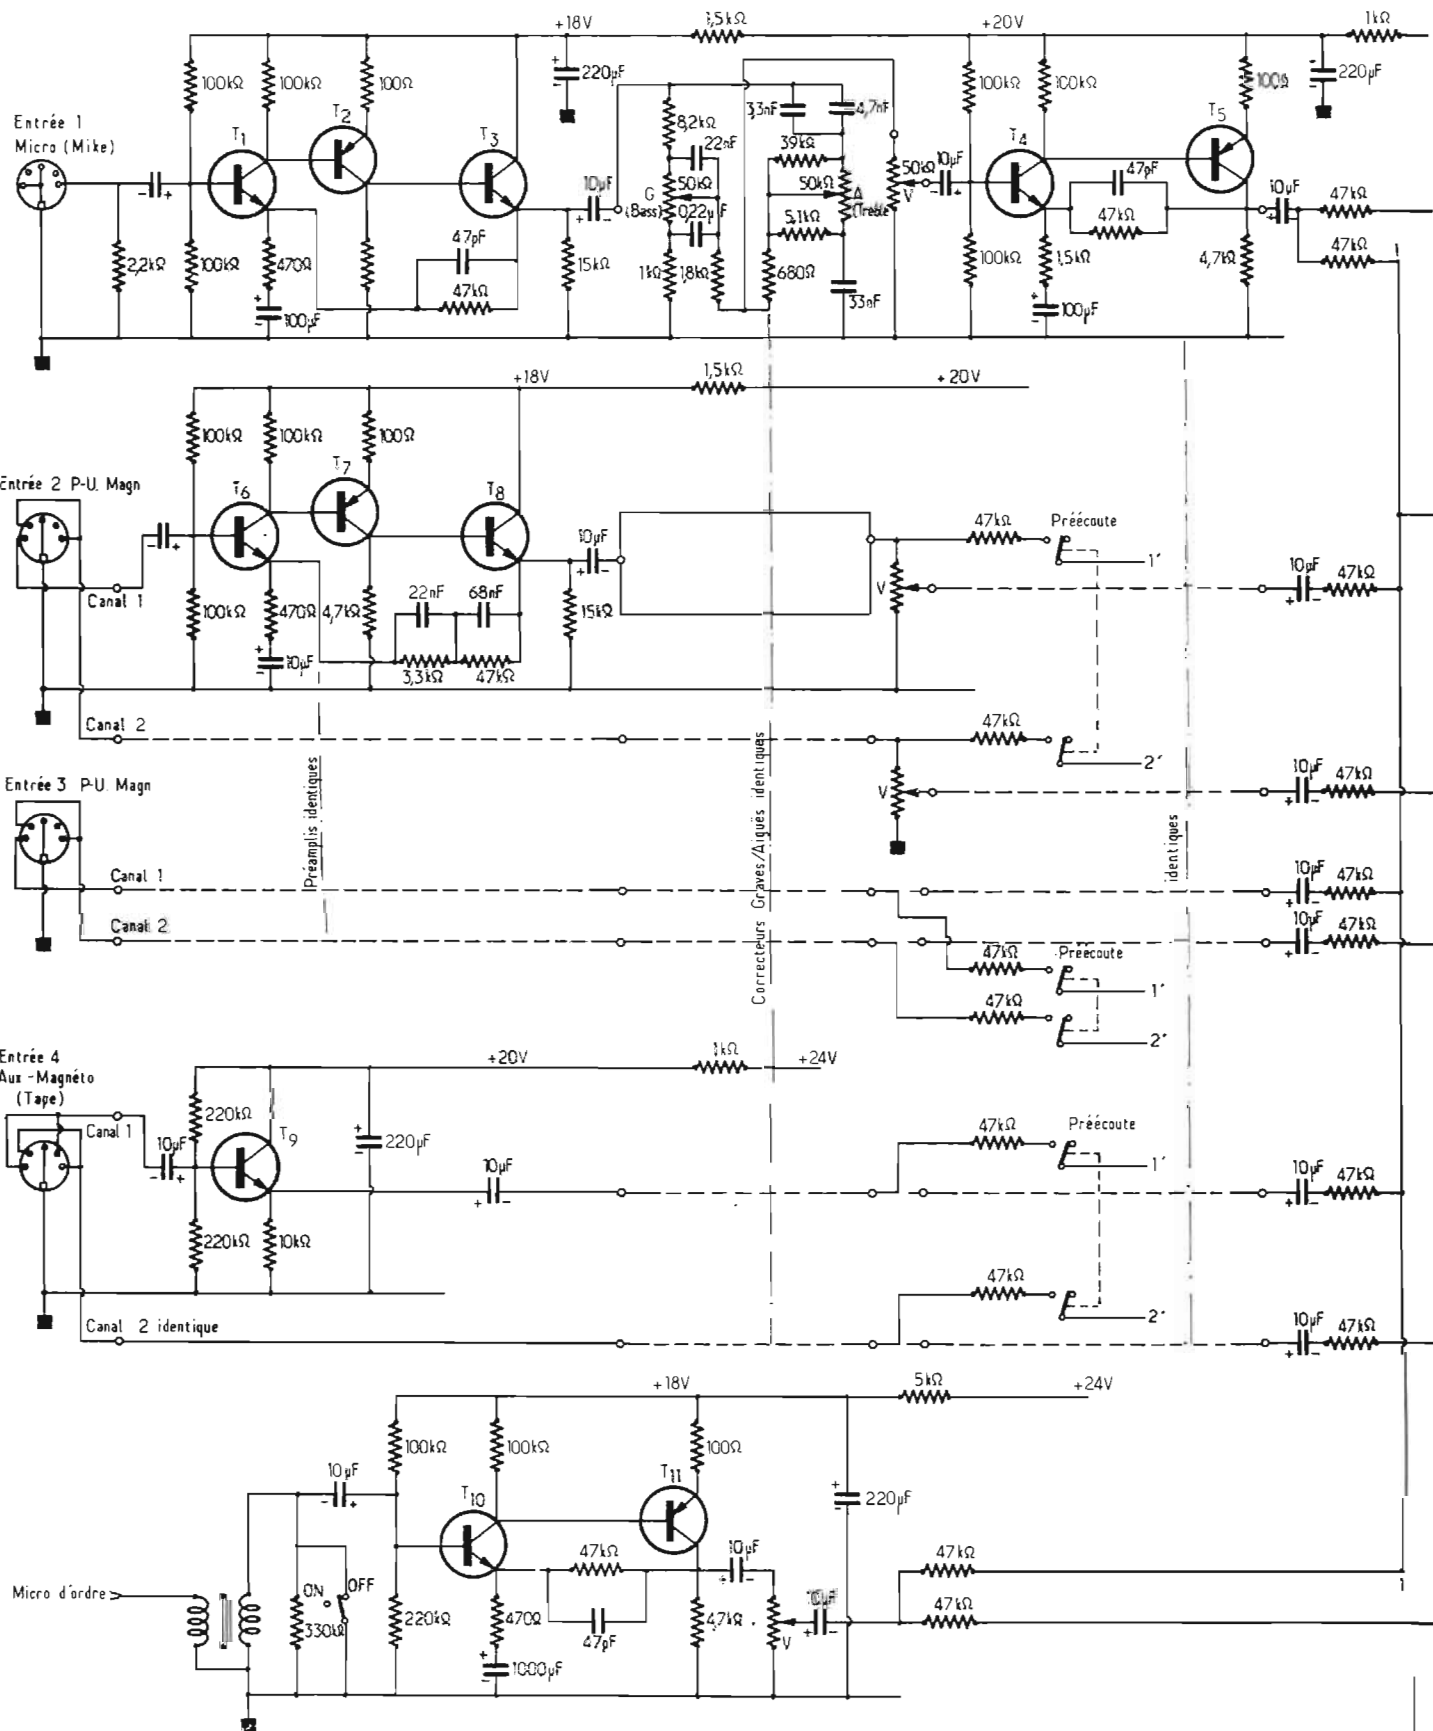 +18V 1,5kΩ +20V 1kΩ
100kΩ 100kΩ 100Ω 220µF 100kΩ 100kΩ 100Ω 220µF
Entrée 1
Micro (Mike)
T1 T2 T3 T4 T5
3,3nF 4,7nF
8,2kΩ 22nF 39kΩ
10µF G (Bass) 50kΩ 50kΩ A (Treble) 50kΩ V 10µF
0,22µF 5,1kΩ
47pF 47kΩ 10µF 47kΩ
47kΩ
2,2kΩ 100kΩ 470Ω 47pF 15kΩ 1kΩ 1,8kΩ 680Ω 100kΩ 1,5kΩ 4,7kΩ
47kΩ 33nF
100µF 100µF
1
+18V 1,5kΩ +20V
100kΩ 100kΩ 100Ω
Entrée 2 P-U. Magn
T6 T7 T8
10µF 47kΩ Préécoute
1'
Canal 1
100kΩ 470Ω 4,7kΩ 22nF 68nF 15kΩ V 10µF 47kΩ
10µF 3,3kΩ 47kΩ
Canal 2
47kΩ
2'
V 10µF 47kΩ
Entrée 3 P-U. Magn
Préamplis identiques
Correcteurs Graves/Aiguës identiques
identiques
Canal 1
10µF 47kΩ
Canal 2
10µF 47kΩ
47kΩ Préécoute
1'
47kΩ
2'
Entrée 4
Aux-Magnéto
(Tape)
+20V 1kΩ +24V
220kΩ
Canal 1
T9
10µF 220µF 10µF
47kΩ Préécoute
1'
10µF 47kΩ
220kΩ 10kΩ
47kΩ
2'
Canal 2 identique
10µF 47kΩ
+18V 5kΩ +24V
100kΩ 100kΩ 100Ω
10µF T10 T11 220µF
Micro d'ordre
ON OFF
330kΩ 220kΩ 470Ω 47kΩ 47pF 4,7kΩ 10µF V 10µF 47kΩ
1
47kΩ
1000µF